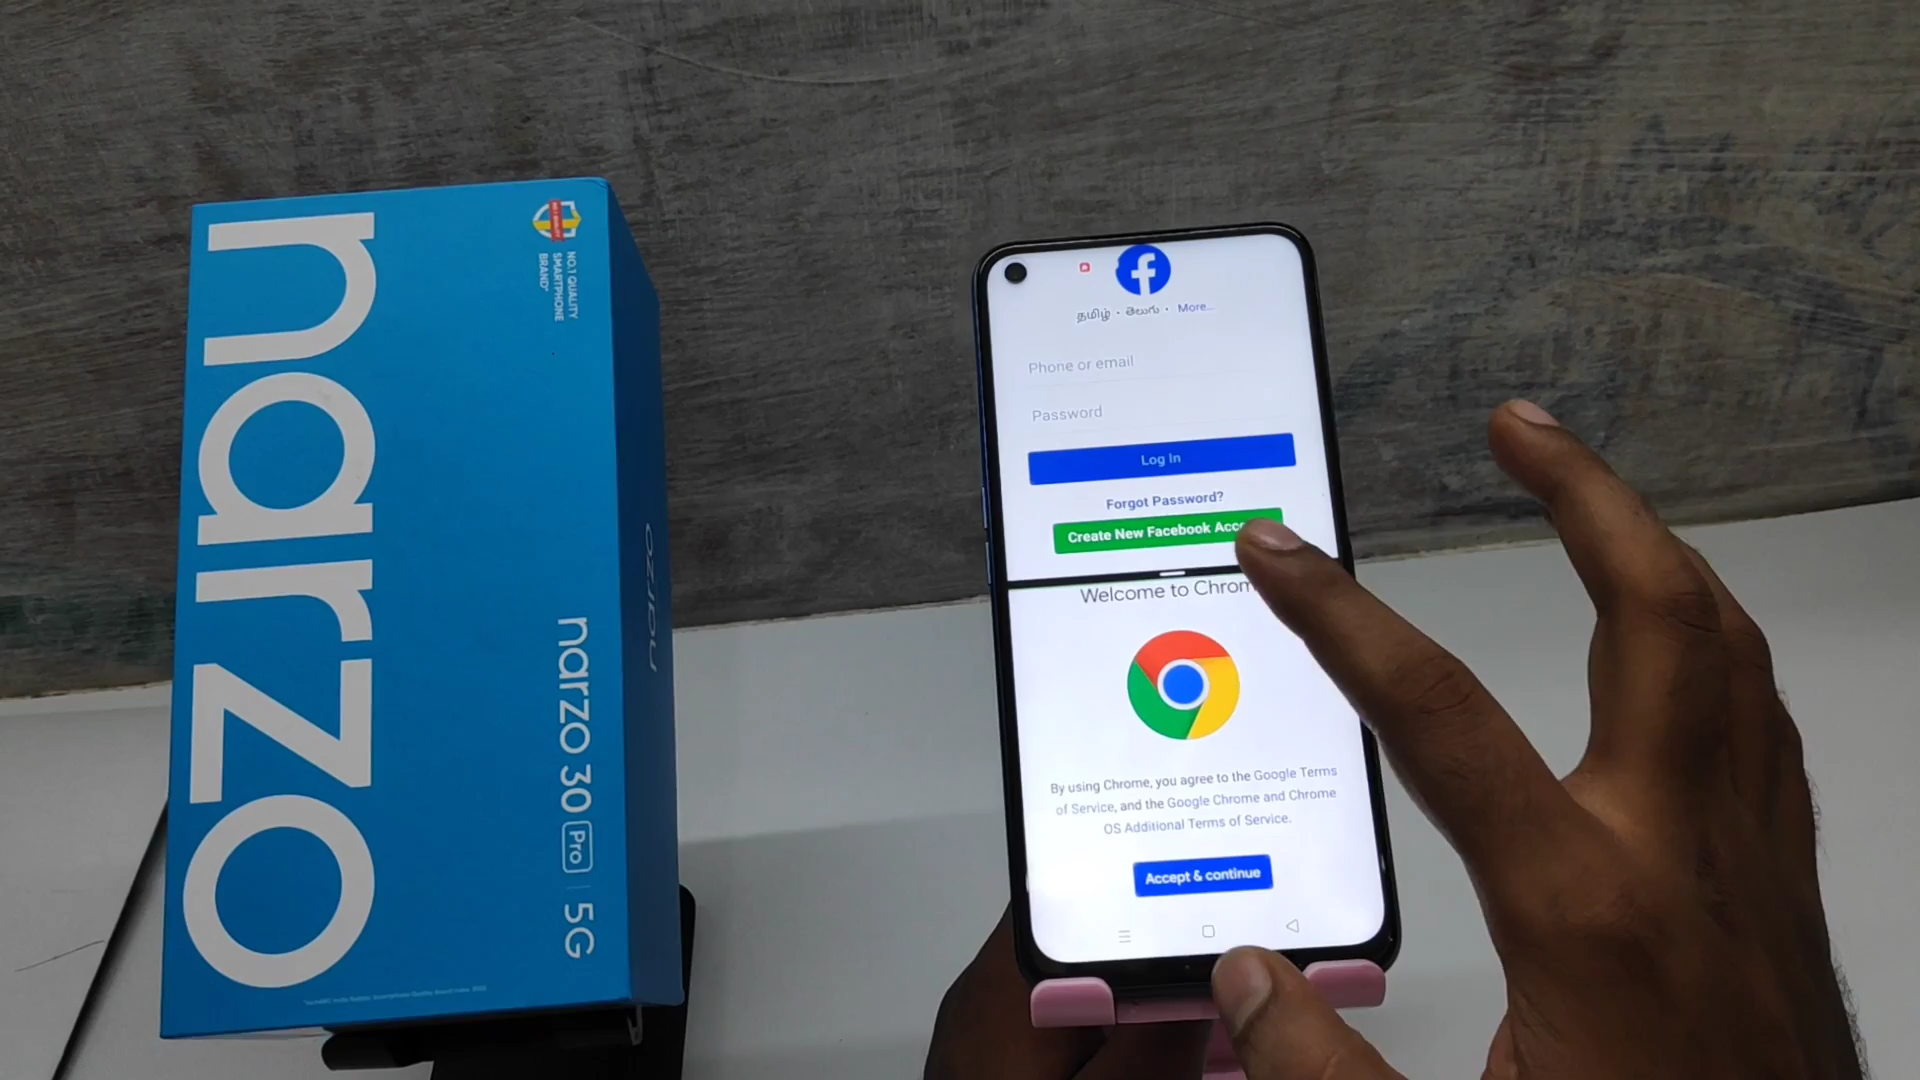 narzo
NO.1 QUALITY
SMARTPHONE
BRAND*
narzo 30 Pro | 5G
narzo
தமிழ் · తెలుగు · More...
Phone or email
Password
Log In
Forgot Password?
Create New Facebook Acc
Welcome to Chrom
By using Chrome, you agree to the Google Terms
of Service, and the Google Chrome and Chrome
OS Additional Terms of Service.
Accept & continue